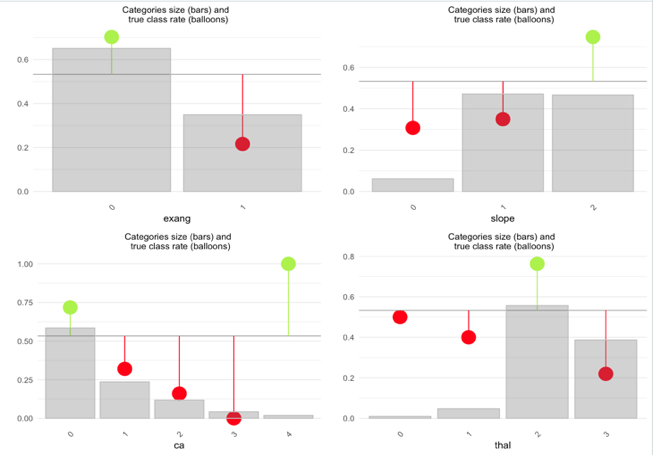 Categories size (bars) and
true class rate (balloons)
0.6
0.4
0.2
0.0
0
1
exang
Categories size (bars) and
true class rate (balloons)
0.6
0.4
0.2
0.0
0
1
2
slope
Categories size (bars) and
true class rate (balloons)
1.00
0.75
0.50
0.25
0.00
0
1
2
3
4
ca
Categories size (bars) and
true class rate (balloons)
0.8
0.6
0.4
0.2
0.0
0
1
2
3
thal